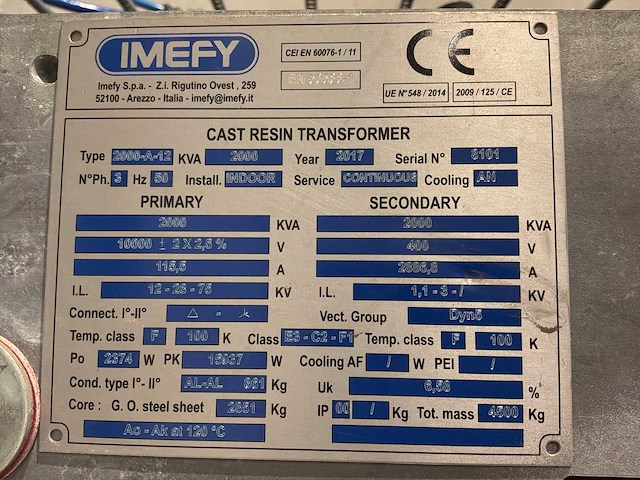 IMEFY
CEI EN 60076-1 / 11
CE
Imefy S.p.a. - Z.i. Rigutino Ovest , 259
52100 - Arezzo - Italia - imefy@imefy.it
UE N° 548 / 2014 2009 / 125 / CE
CAST RESIN TRANSFORMER
Type 2000-A-12 KVA 2000 Year 2017 Serial N° 8101
N°Ph. 3 Hz 50 Install. INDOOR Service CONTINUOUS Cooling AN
PRIMARY SECONDARY
2000 KVA 2000 KVA
10000 ± 2 X 2,5 % V 400 V
115,5 A 2886,8 A
I.L. 12 - 28 - 75 KV I.L. 1,1 - 3 - / KV
Connect. I°-II° △ - ⅄ Vect. Group Dyn5
Temp. class F 100 K Class E3 - C2 - F1 Temp. class F 100 K
Po 2374 W PK 15937 W Cooling AF / W PEI /
Cond. type I°- II° AL-AL 861 Kg Uk 6,58 %
Core : G. O. steel sheet 2851 Kg IP 00 / Kg Tot. mass 4500 Kg
Ao - Ak at 120 °C